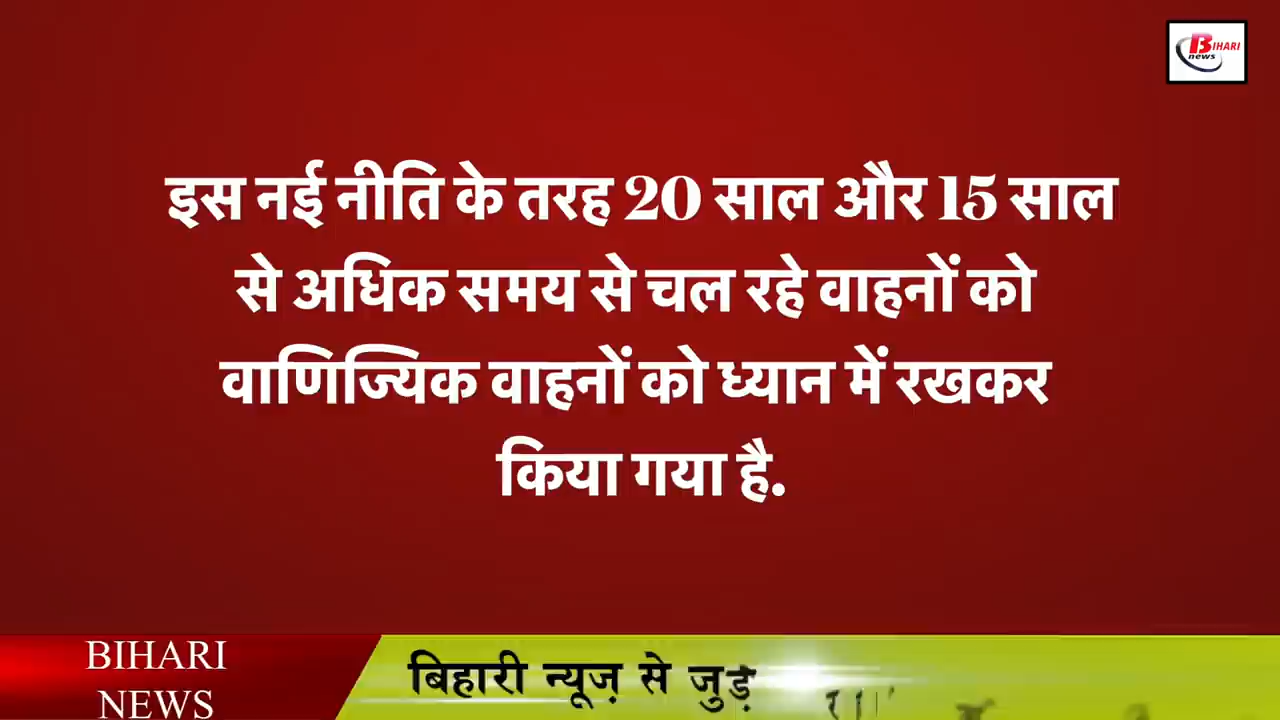 BIHARI
news
इस नई नीति के तरह 20 साल और 15 साल
से अधिक समय से चल रहे वाहनों को
वाणिज्यिक वाहनों को ध्यान में रखकर
किया गया है.
BIHARI
NEWS
बिहारी न्यूज़ से जुड़